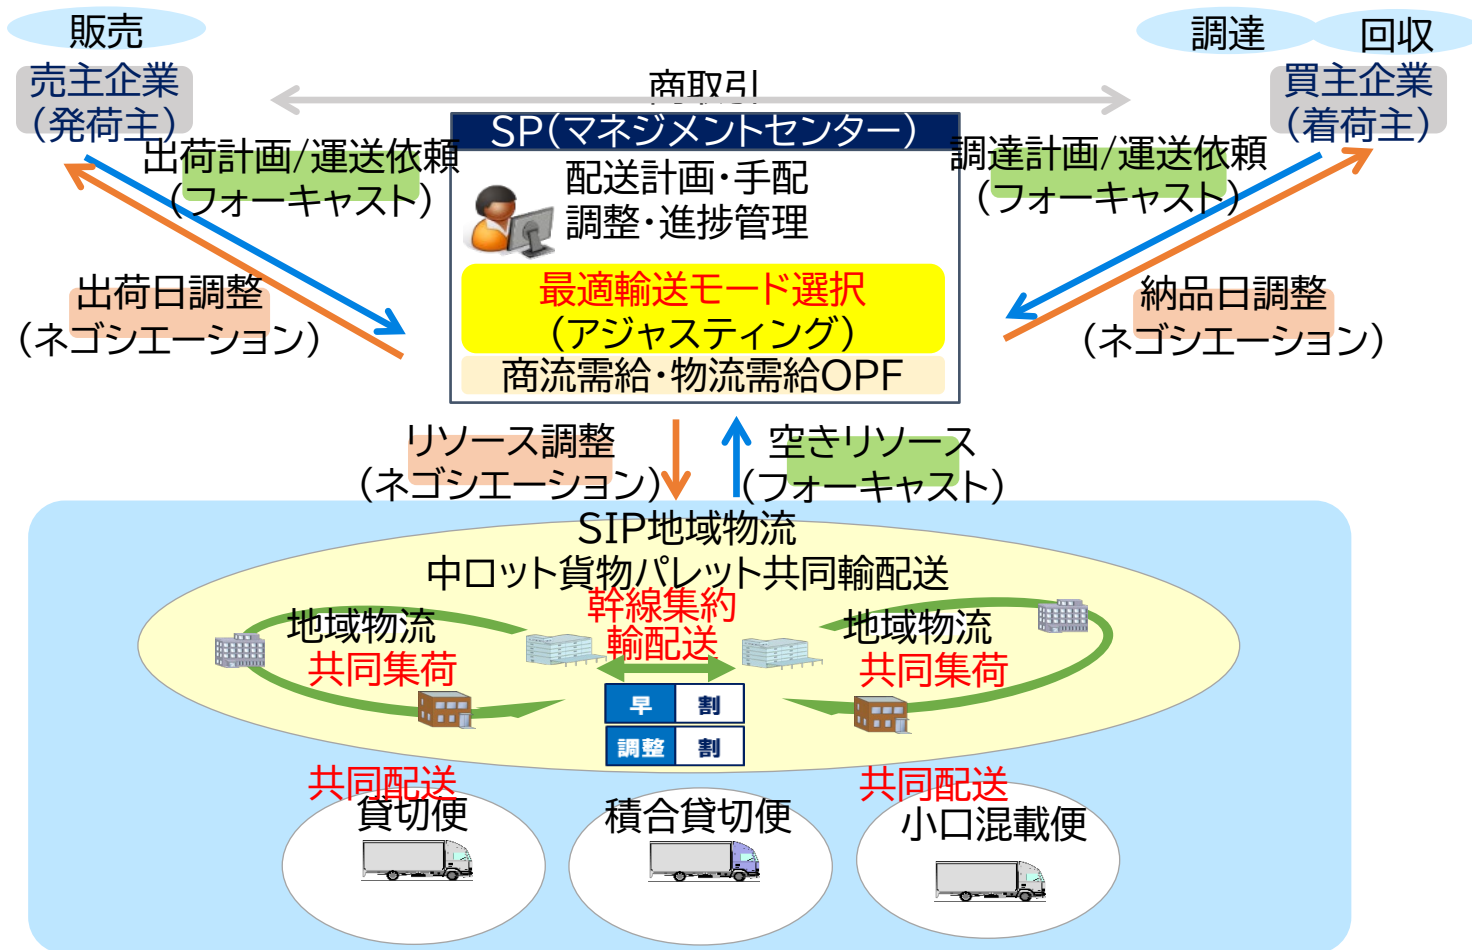 販売
調達
回収
売主企業
(発荷主)
商取引
買主企業
(着荷主)
SP(マネジメントセンター)
出荷計画/運送依頼
(フォーキャスト)
配送計画・手配
調整・進捗管理
調達計画/運送依頼
(フォーキャスト)
出荷日調整
(ネゴシエーション)
最適輸送モード選択
(アジャスティング)
納品日調整
(ネゴシエーション)
商流需給・物流需給OPF
リソース調整
(ネゴシエーション)
空きリソース
(フォーキャスト)
SIP地域物流
中ロット貨物パレット共同輸配送
幹線集約
輸配送
地域物流
共同集荷
地域物流
共同集荷
早 割
調整 割
共同配送
共同配送
貸切便
積合貸切便
小口混載便